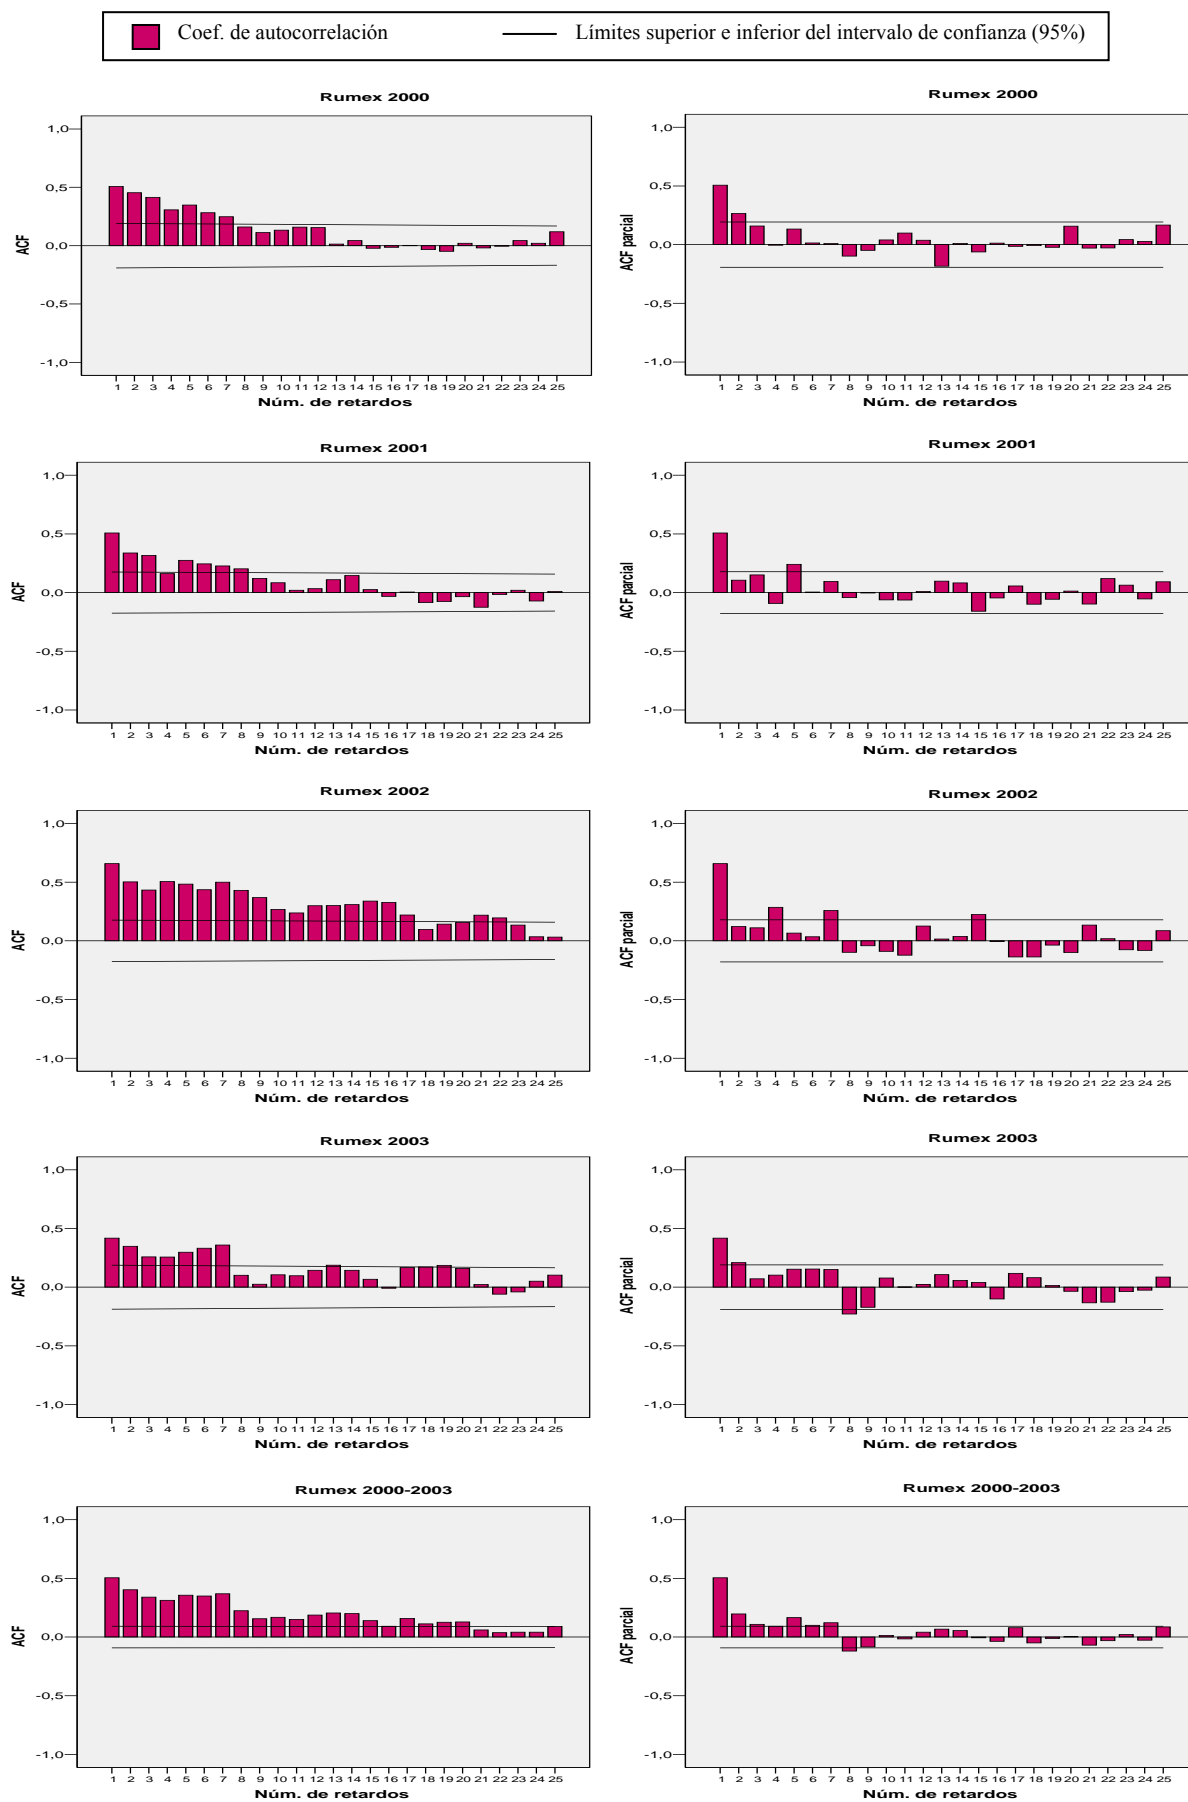 Coef. de autocorrelación
Límites superior e inferior del intervalo de confianza (95%)
Rumex 2000
ACF
1,0
0,5
0,0
-0,5
-1,0
1 2 3 4 5 6 7 8 9 10 11 12 13 14 15 16 17 18 19 20 21 22 23 24 25
Núm. de retardos
Rumex 2000
ACF parcial
1,0
0,5
0,0
-0,5
-1,0
1 2 3 4 5 6 7 8 9 10 11 12 13 14 15 16 17 18 19 20 21 22 23 24 25
Núm. de retardos
Rumex 2001
ACF
1,0
0,5
0,0
-0,5
-1,0
1 2 3 4 5 6 7 8 9 10 11 12 13 14 15 16 17 18 19 20 21 22 23 24 25
Núm. de retardos
Rumex 2001
ACF parcial
1,0
0,5
0,0
-0,5
-1,0
1 2 3 4 5 6 7 8 9 10 11 12 13 14 15 16 17 18 19 20 21 22 23 24 25
Núm. de retardos
Rumex 2002
ACF
1,0
0,5
0,0
-0,5
-1,0
1 2 3 4 5 6 7 8 9 10 11 12 13 14 15 16 17 18 19 20 21 22 23 24 25
Núm. de retardos
Rumex 2002
ACF parcial
1,0
0,5
0,0
-0,5
-1,0
1 2 3 4 5 6 7 8 9 10 11 12 13 14 15 16 17 18 19 20 21 22 23 24 25
Núm. de retardos
Rumex 2003
ACF
1,0
0,5
0,0
-0,5
-1,0
1 2 3 4 5 6 7 8 9 10 11 12 13 14 15 16 17 18 19 20 21 22 23 24 25
Núm. de retardos
Rumex 2003
ACF parcial
1,0
0,5
0,0
-0,5
-1,0
1 2 3 4 5 6 7 8 9 10 11 12 13 14 15 16 17 18 19 20 21 22 23 24 25
Núm. de retardos
Rumex 2000-2003
ACF
1,0
0,5
0,0
-0,5
-1,0
1 2 3 4 5 6 7 8 9 10 11 12 13 14 15 16 17 18 19 20 21 22 23 24 25
Núm. de retardos
Rumex 2000-2003
ACF parcial
1,0
0,5
0,0
-0,5
-1,0
1 2 3 4 5 6 7 8 9 10 11 12 13 14 15 16 17 18 19 20 21 22 23 24 25
Núm. de retardos